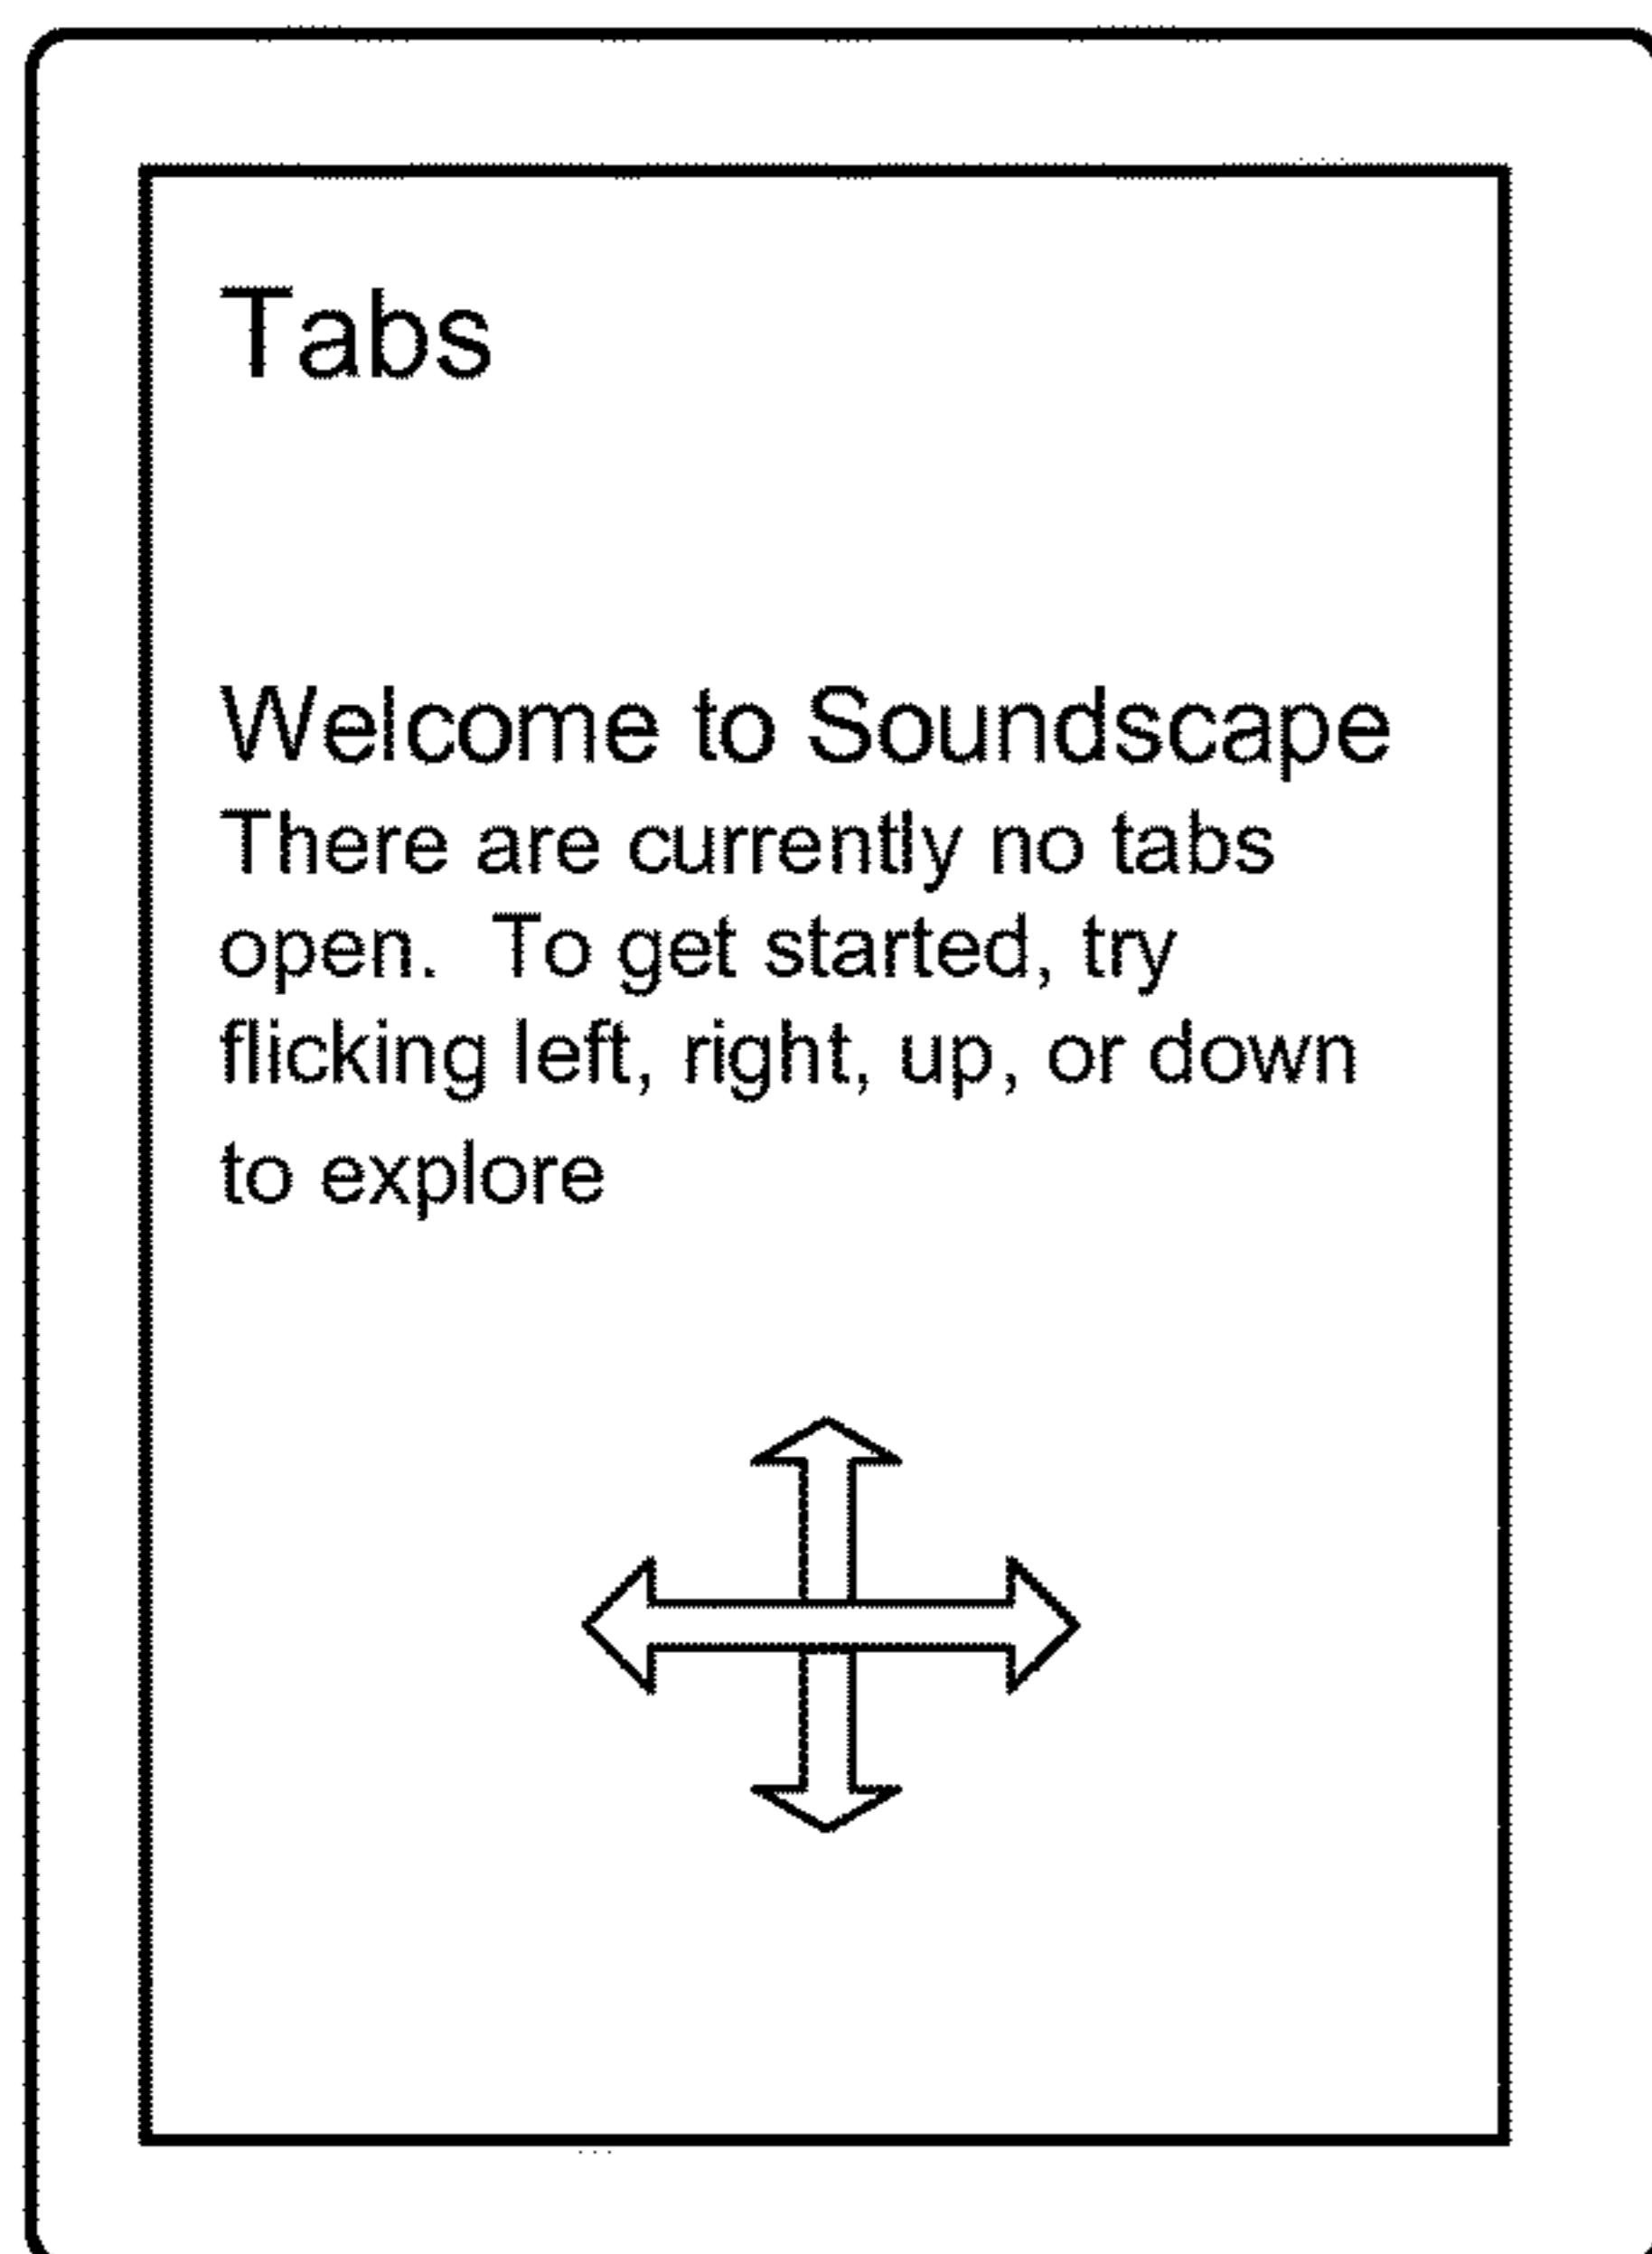 Tabs
Welcome to Soundscape
There are currently no tabs
open.  To get started, try
flicking left, right, up, or down
to explore